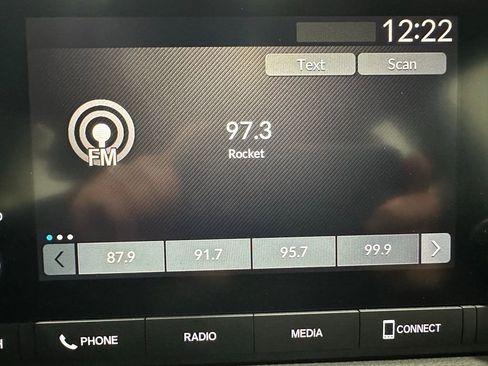 12:22
Text Scan
97.3
FM
Rocket
87.9 91.7 95.7 99.9
PHONE RADIO MEDIA CONNECT